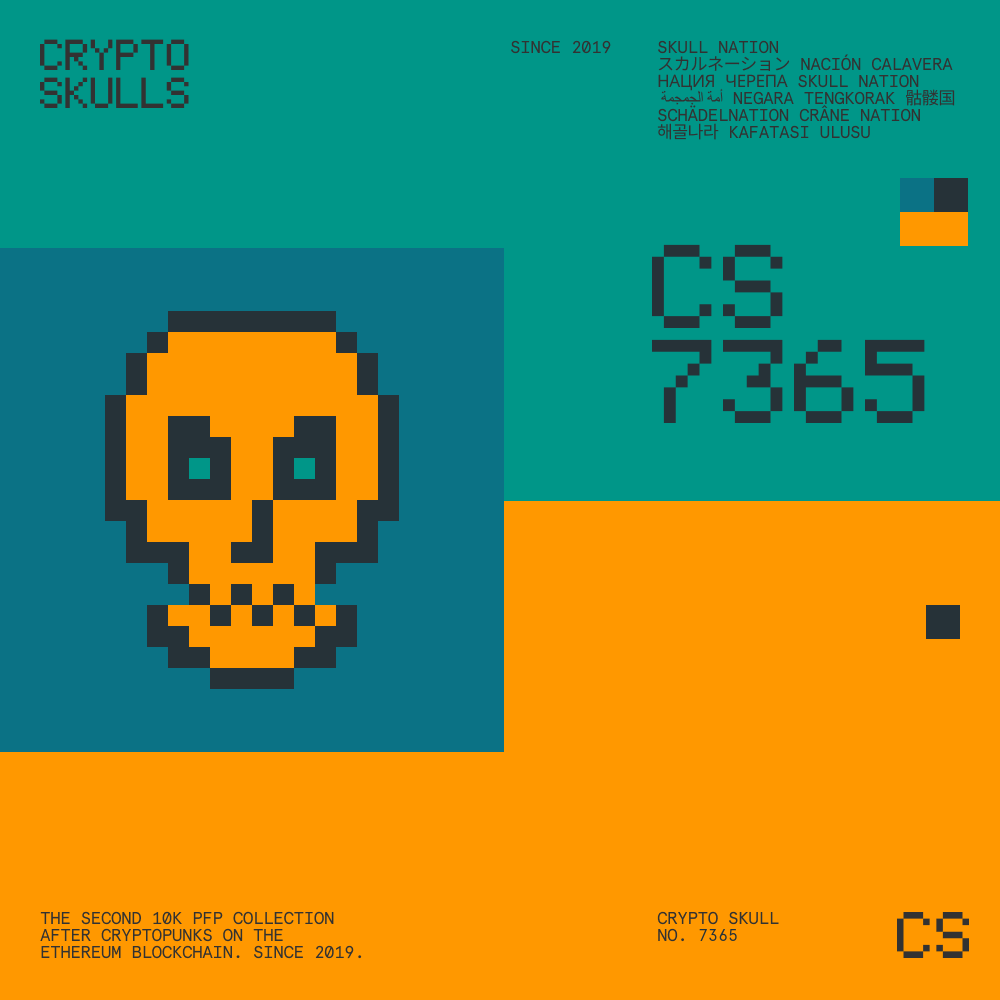 CRYPTO
SKULLS
SINCE 2019
SKULL NATION
スカルネーション NACIÓN CALAVERA
НАЦИЯ ЧЕРЕПА SKULL NATION
أمة الجمجمة NEGARA TENGKORAK 骷髅国
SCHÄDELNATION CRÂNE NATION
해골나라 KAFATASI ULUSU
CS
7365
THE SECOND 10K PFP COLLECTION
AFTER CRYPTOPUNKS ON THE
ETHEREUM BLOCKCHAIN. SINCE 2019.
CRYPTO SKULL
NO. 7365
CS